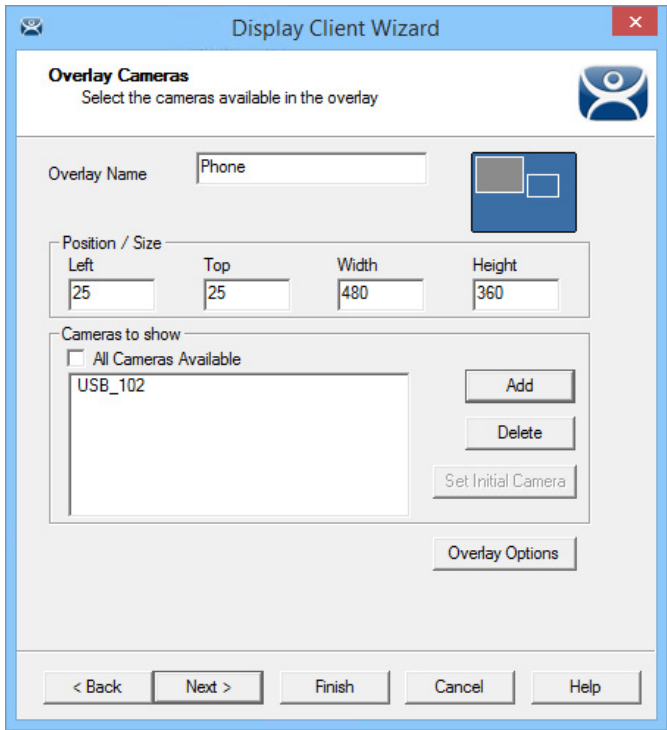 Display Client Wizard
Overlay Cameras
Select the cameras available in the overlay
Overlay Name Phone
Position / Size
Left Top Width Height
25 25 480 360
Cameras to show
All Cameras Available
USB_102
Add
Delete
Set Initial Camera
Overlay Options
< Back Next > Finish Cancel Help